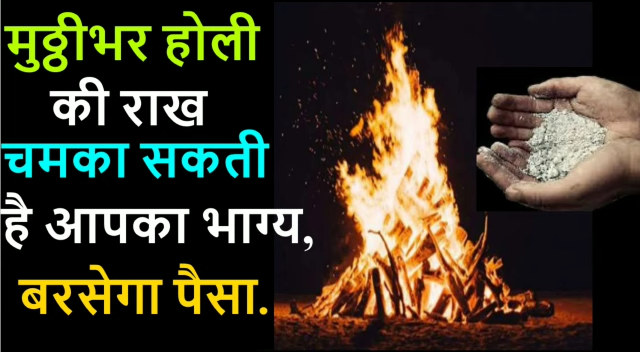 मुठ्ठीभर होली
की राख
चमका सकती
है आपका भाग्य,
बरसेगा पैसा.